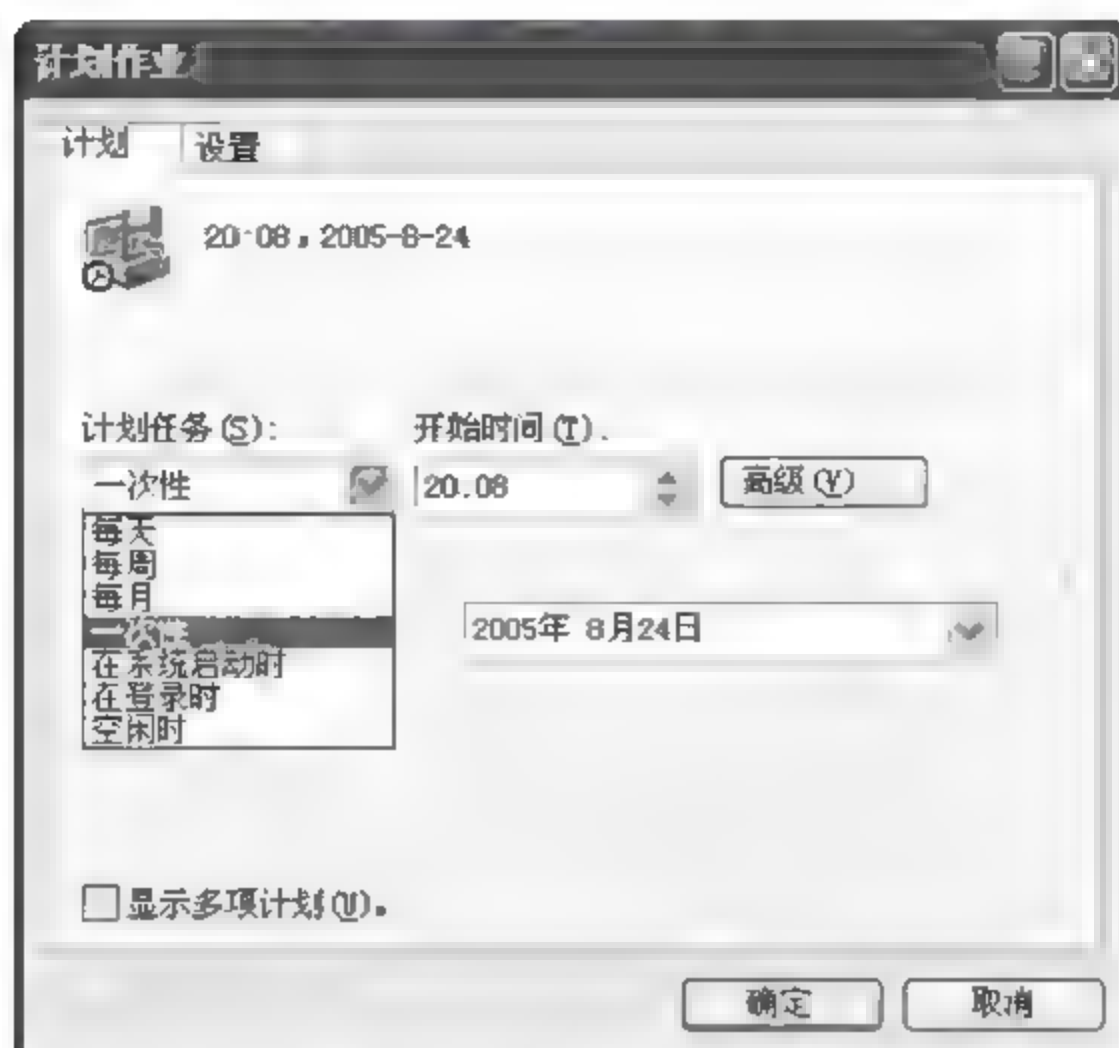 计划作业
计划 设置
20:08，2005-8-24
计划任务(S): 开始时间(T):
一次性 20:08 高级(V)
每天
每周
每月
一次性
在系统启动时
在登录时
空闲时
2005年 8月24日
显示多项计划(U)。
确定 取消